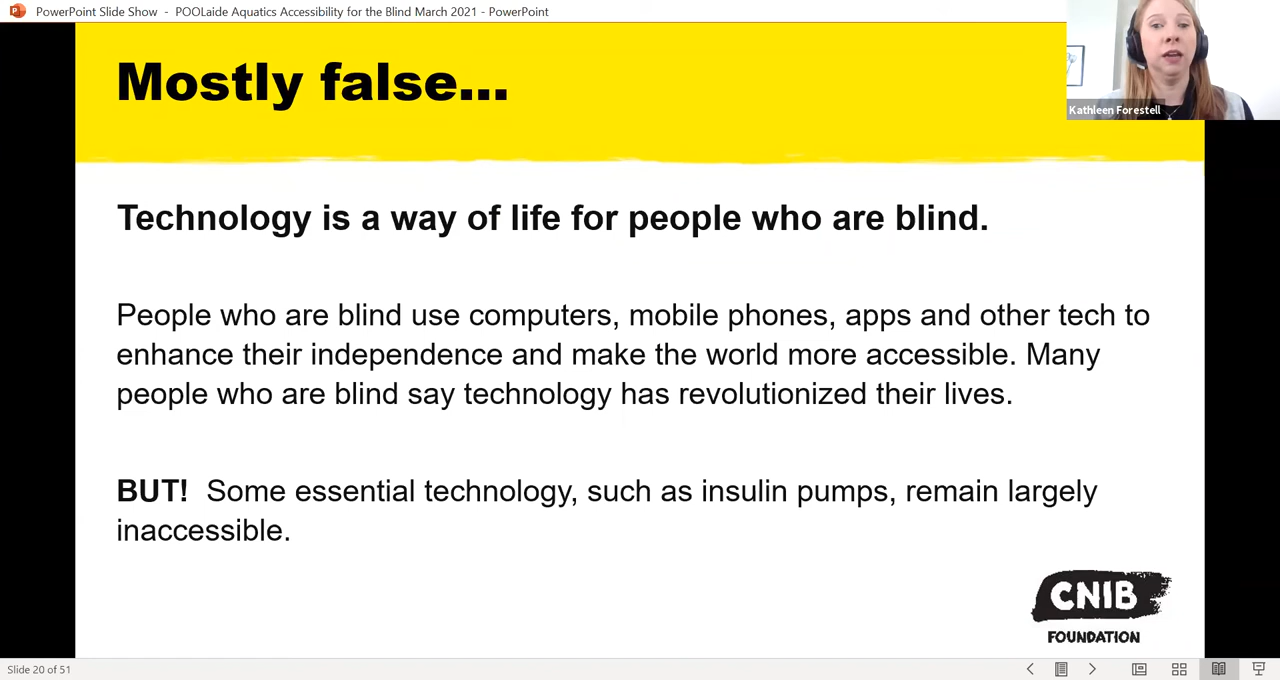 PowerPoint Slide Show - POOLaide Aquatics Accessibility for the Blind March 2021 - PowerPoint
Kathleen Forestell
Mostly false...
Technology is a way of life for people who are blind.
People who are blind use computers, mobile phones, apps and other tech to
enhance their independence and make the world more accessible. Many
people who are blind say technology has revolutionized their lives.
BUT! Some essential technology, such as insulin pumps, remain largely
inaccessible.
CNIB
FOUNDATION
Slide 20 of 51